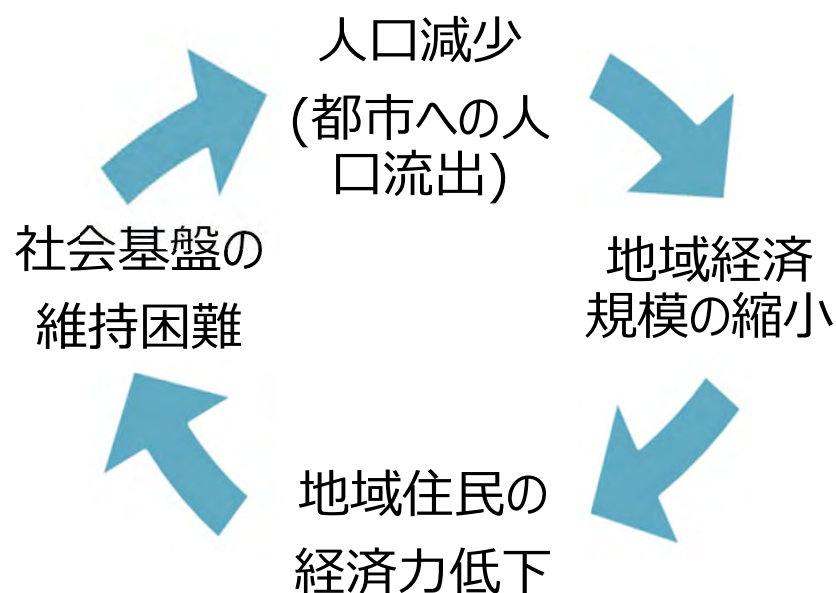 人口減少
(都市への人
口流出)
地域経済
規模の縮小
地域住民の
経済力低下
社会基盤の
維持困難